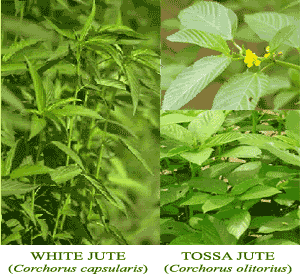 WHITE JUTE
(Corchorus capsularis)
TOSSA JUTE
(Corchorus olitorius)